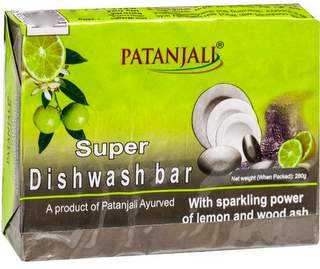 PATANJALI®
Super
Dishwash bar
Net weight (When Packed): 280g
A product of Patanjali Ayurved
With sparkling power
of lemon and wood ash